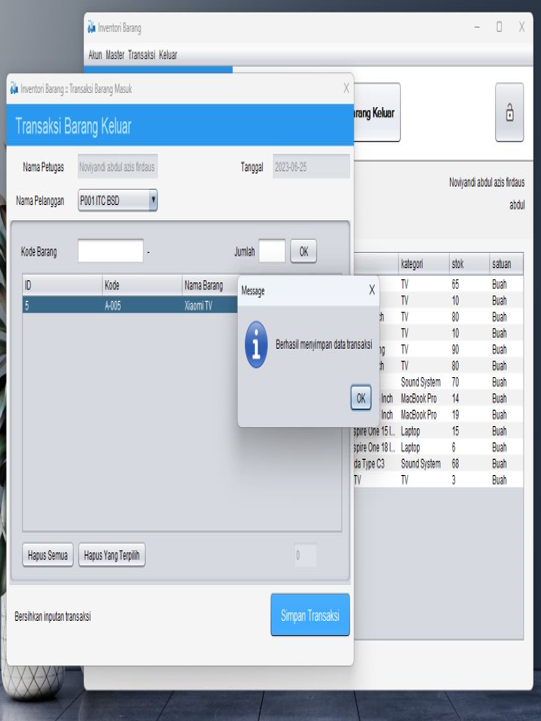 Inventori Barang
Akun Master Transaksi Keluar
Inventori Barang :: Transaksi Barang Masuk
Transaksi Barang Keluar
rang Keluar
Nama Petugas Noviyandi abdul azis firdaus Tanggal 2023-06-25
Nama Pelanggan P001 ITC BSD
Noviyandi abdul azis firdaus
abdul
Kode Barang - Jumlah OK
ID Kode Nama Barang
5 A-005 Xiaomi TV
Message
Berhasil menyimpan data transaksi
OK
kategori stok satuan
TV 65 Buah
TV 10 Buah
TV 80 Buah
TV 10 Buah
TV 90 Buah
TV 80 Buah
Sound System 70 Buah
Inch MacBook Pro 14 Buah
Inch MacBook Pro 19 Buah
spire One 15 I... Laptop 15 Buah
spire One 18 I... Laptop 6 Buah
da Type C3 Sound System 68 Buah
TV TV 3 Buah
Hapus Semua Hapus Yang Terpilih 0
Bersihkan inputan transaksi Simpan Transaksi